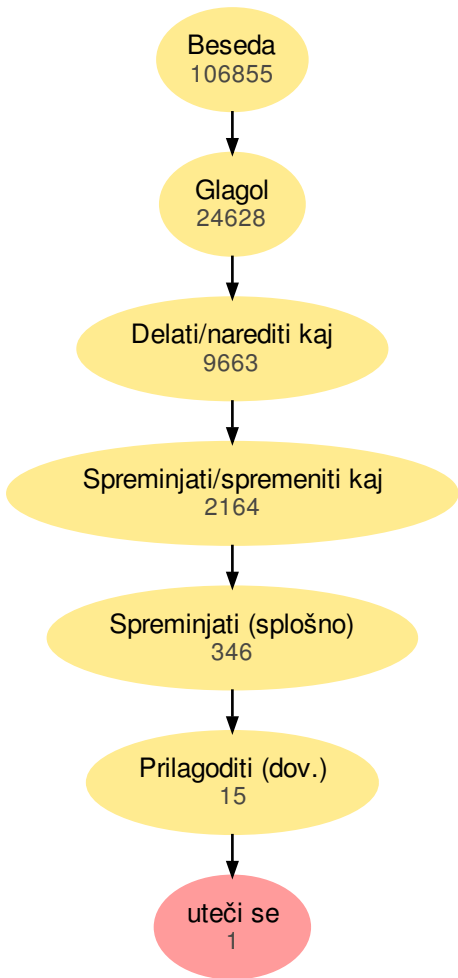 Beseda
106855
Glagol
24628
Delati/narediti kaj
9663
Spreminjati/spremeniti kaj
2164
Spreminjati (splošno)
346
Prilagoditi (dov.)
15
uteči se
1